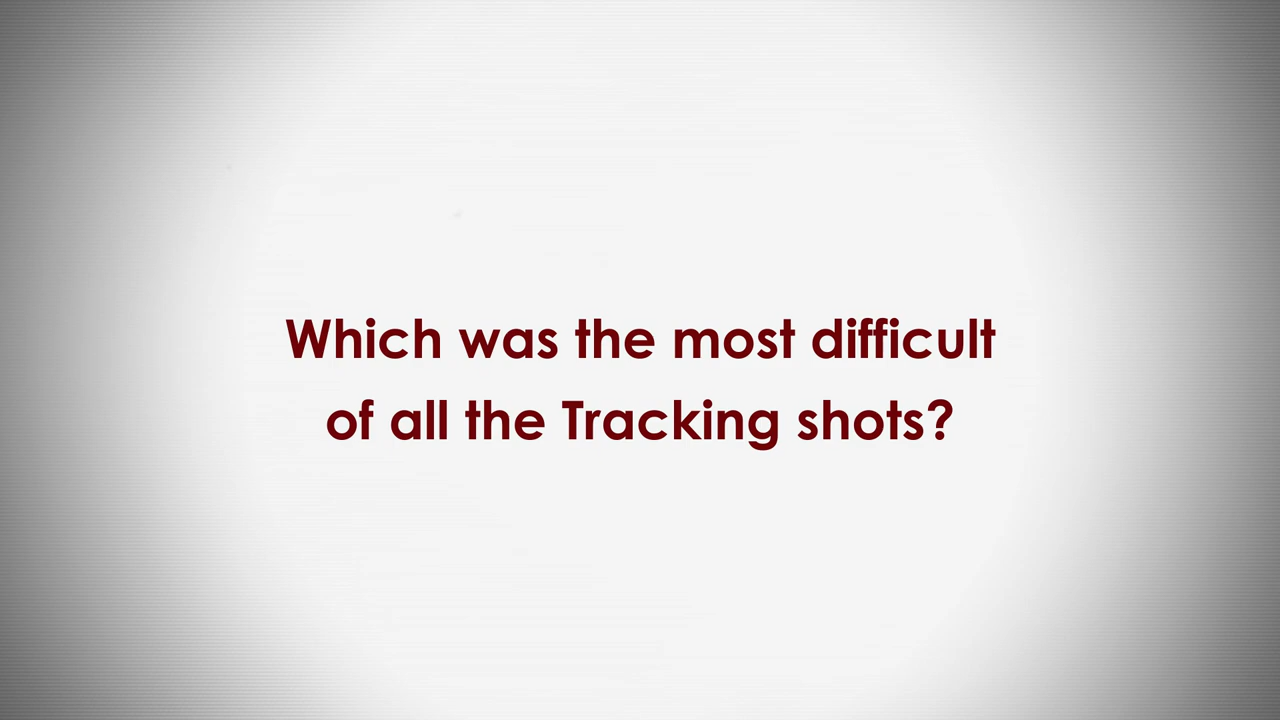 Which was the most difficult
of all the Tracking shots?